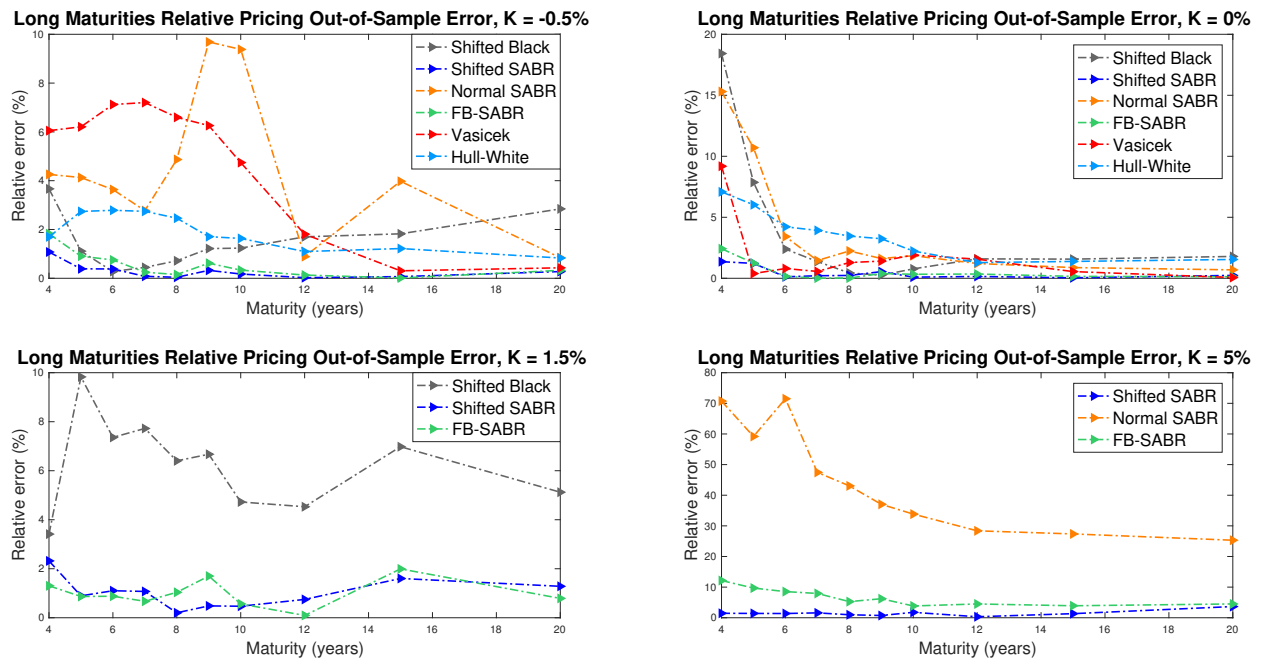 Long Maturities Relative Pricing Out-of-Sample Error, K = -0.5%
Relative error (%)
10
8
6
4
2
0
4 6 8 10 12 14 16 18 20
Maturity (years)
Shifted Black
Shifted SABR
Normal SABR
FB-SABR
Vasicek
Hull-White
Long Maturities Relative Pricing Out-of-Sample Error, K = 0%
Relative error (%)
20
15
10
5
0
4 6 8 10 12 14 16 18 20
Maturity (years)
Shifted Black
Shifted SABR
Normal SABR
FB-SABR
Vasicek
Hull-White
Long Maturities Relative Pricing Out-of-Sample Error, K = 1.5%
Relative error (%)
10
8
6
4
2
0
4 6 8 10 12 14 16 18 20
Maturity (years)
Shifted Black
Shifted SABR
FB-SABR
Long Maturities Relative Pricing Out-of-Sample Error, K = 5%
Relative error (%)
80
70
60
50
40
30
20
10
0
4 6 8 10 12 14 16 18 20
Maturity (years)
Shifted SABR
Normal SABR
FB-SABR